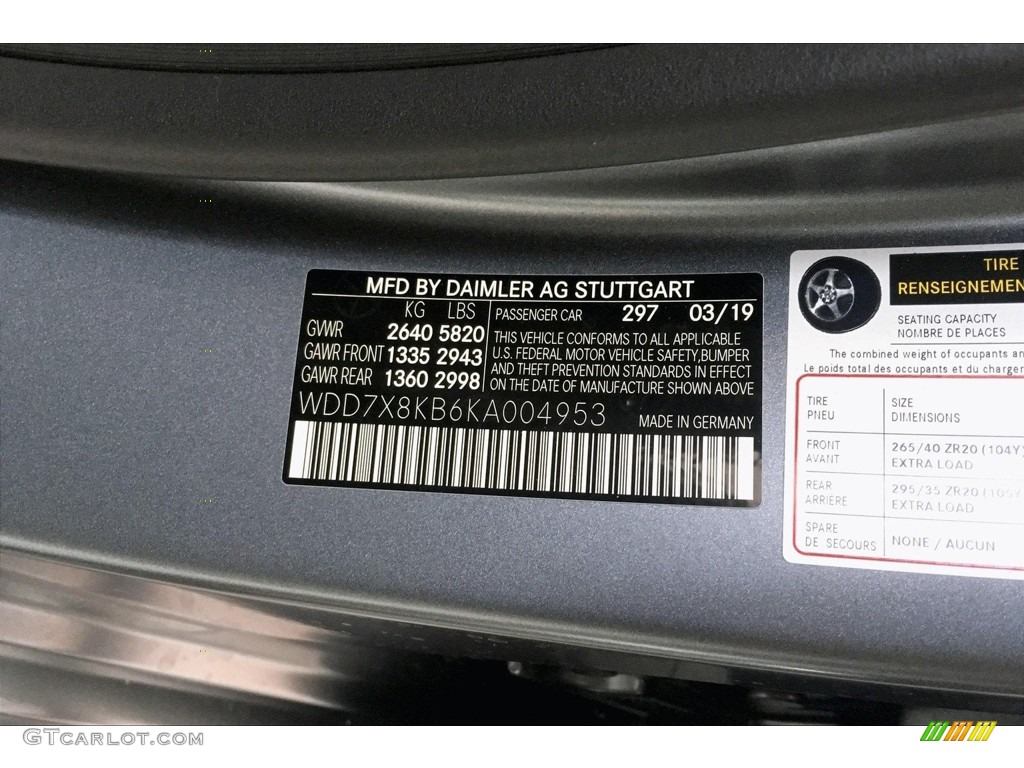 MFD BY DAIMLER AG STUTTGART
KG LBS
GVWR 2640 5820
GAWR FRONT 1335 2943
GAWR REAR 1360 2998
PASSENGER CAR 297 03/19
THIS VEHICLE CONFORMS TO ALL APPLICABLE
U.S. FEDERAL MOTOR VEHICLE SAFETY, BUMPER
AND THEFT PREVENTION STANDARDS IN EFFECT
ON THE DATE OF MANUFACTURE SHOWN ABOVE
WDD7X8KB6KA004953 MADE IN GERMANY
TIRE
RENSEIGNEMEN
SEATING CAPACITY
NOMBRE DE PLACES
The combined weight of occupants an
Le poids total des occupants et du charger
TIRE SIZE
PNEU DIMENSIONS
FRONT 265/40 ZR20 (104Y)
AVANT EXTRA LOAD
REAR 295/35 ZR20 (105Y
ARRIÈRE EXTRA LOAD
SPARE NONE / AUCUN
DE SECOURS
GTcarlot.com